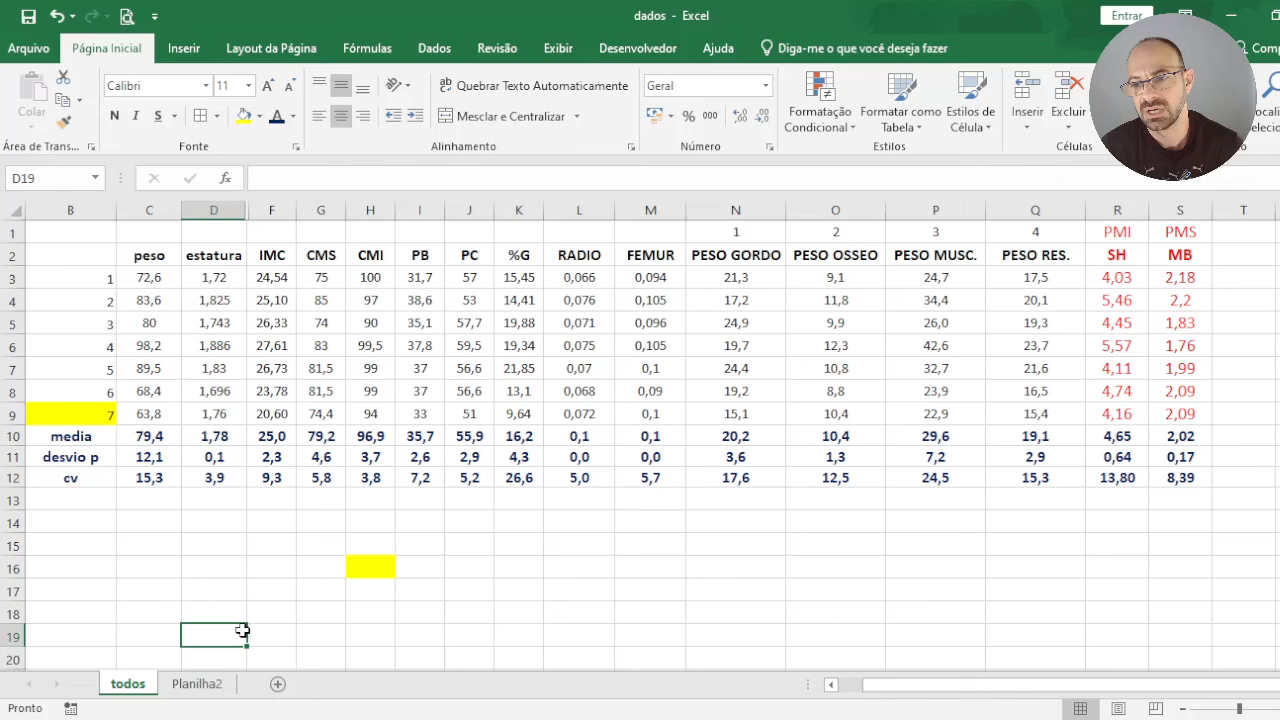 dados - Excel
Entrar
Arquivo Página Inicial Inserir Layout da Página Fórmulas Dados Revisão Exibir Desenvolvedor Ajuda Diga-me o que você deseja fazer
Colar
Calibri 11
N I S
Quebrar Texto Automaticamente
Mesclar e Centralizar
Geral
% 000
Formatação Condicional
Formatar como Tabela
Estilos de Célula
Inserir
Excluir
Área de Trans... Fonte Alinhamento Número Estilos Células
D19 fx
B C D F G H I J K L M N O P Q R S T
1 1 2 3 4 PMI PMS
2 peso estatura IMC CMS CMI PB PC %G RADIO FEMUR PESO GORDO PESO OSSEO PESO MUSC. PESO RES. SH MB
3 1 72,6 1,72 24,54 75 100 31,7 57 15,45 0,066 0,094 21,3 9,1 24,7 17,5 4,03 2,18
4 2 83,6 1,825 25,10 85 97 38,6 53 14,41 0,076 0,105 17,2 11,8 34,4 20,1 5,46 2,2
5 3 80 1,743 26,33 74 90 35,1 57,7 19,88 0,071 0,096 24,9 9,9 26,0 19,3 4,45 1,83
6 4 98,2 1,886 27,61 83 99,5 37,8 59,5 19,34 0,075 0,105 19,7 12,3 42,6 23,7 5,57 1,76
7 5 89,5 1,83 26,73 81,5 99 37 56,6 21,85 0,07 0,1 24,4 10,8 32,7 21,6 4,11 1,99
8 6 68,4 1,696 23,78 81,5 99 37 56,6 13,1 0,068 0,09 19,2 8,8 23,9 16,5 4,74 2,09
9 7 63,8 1,76 20,60 74,4 94 33 51 9,64 0,072 0,1 15,1 10,4 22,9 15,4 4,16 2,09
10 media 79,4 1,78 25,0 79,2 96,9 35,7 55,9 16,2 0,1 0,1 20,2 10,4 29,6 19,1 4,65 2,02
11 desvio p 12,1 0,1 2,3 4,6 3,7 2,6 2,9 4,3 0,0 0,0 3,6 1,3 7,2 2,9 0,64 0,17
12 cv 15,3 3,9 9,3 5,8 3,8 7,2 5,2 26,6 5,0 5,7 17,6 12,5 24,5 15,3 13,80 8,39
13
14
15
16
17
18
19
20
todos Planilha2
Pronto